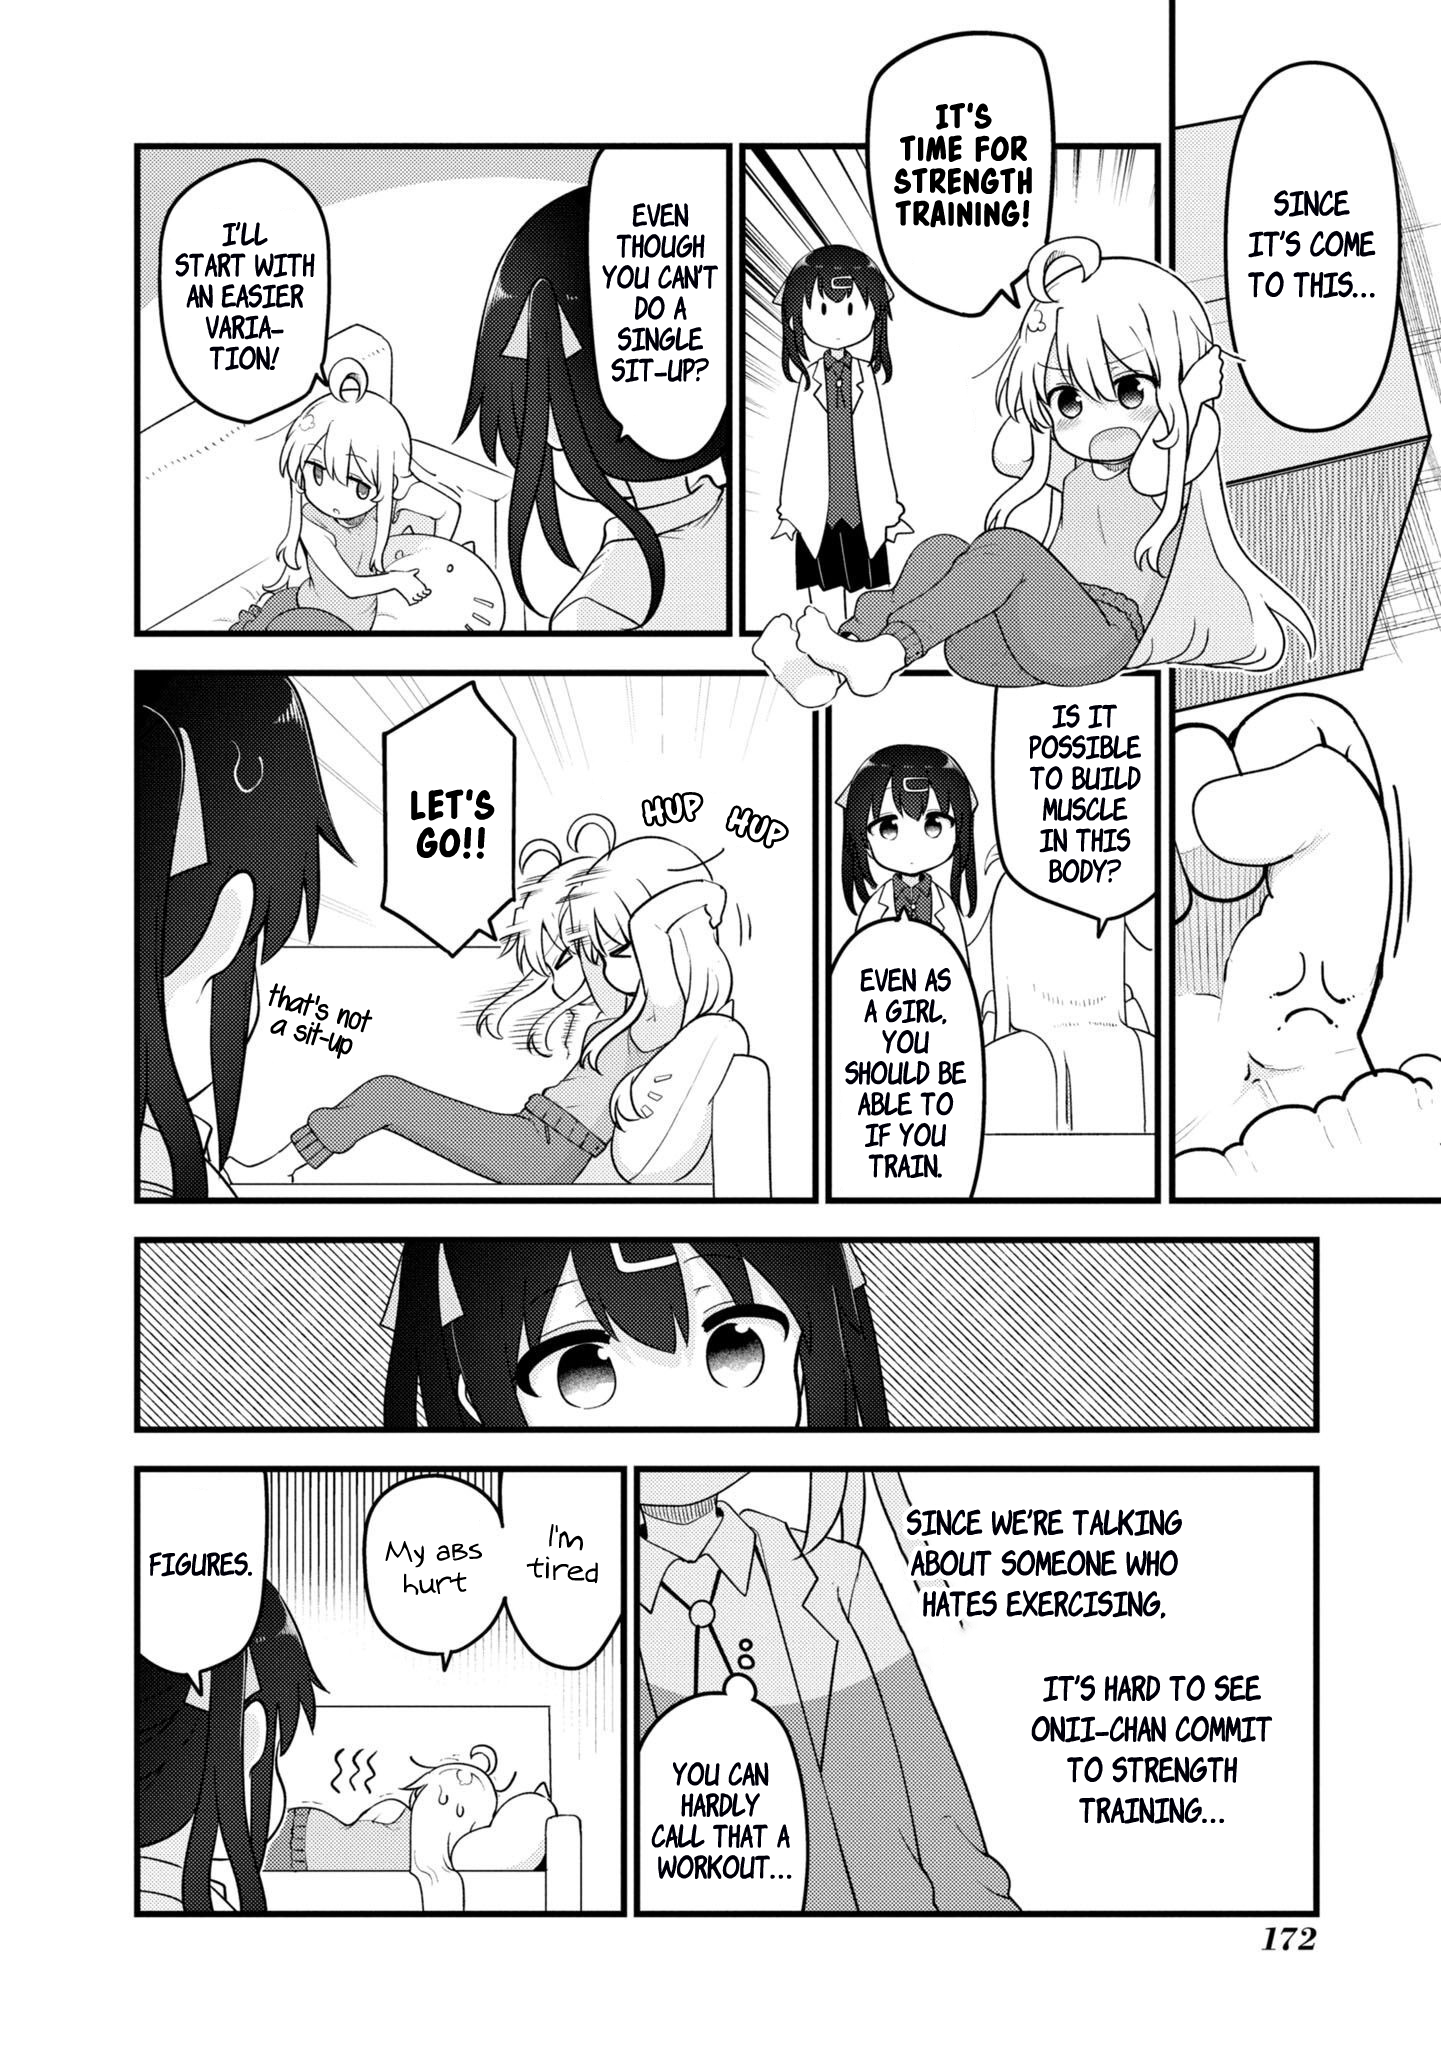 SINCE
IT'S COME
TO THIS...
IT'S
TIME FOR
STRENGTH
TRAINING!
EVEN
THOUGH
YOU CAN'T
DO A
SINGLE
SIT-UP?
I'LL
START WITH
AN EASIER
VARIA-
TION!
IS IT
POSSIBLE
TO BUILD
MUSCLE
IN THIS
BODY?
EVEN AS
A GIRL,
YOU
SHOULD BE
ABLE TO
IF YOU
TRAIN.
HUP
HUP
LET'S
GO!!
that's not
a sit-up
SINCE WE'RE TALKING
ABOUT SOMEONE WHO
HATES EXERCISING,
IT'S HARD TO SEE
ONII-CHAN COMMIT
TO STRENGTH
TRAINING...
YOU CAN
HARDLY
CALL THAT A
WORKOUT...
I'm
tired
My abs
hurt
FIGURES.
172